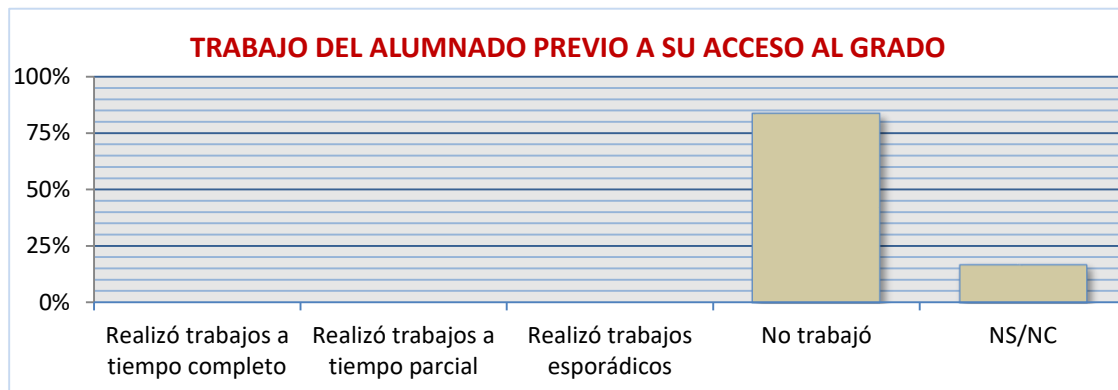 TRABAJO DEL ALUMNADO PREVIO A SU ACCESO AL GRADO
100%
75%
50%
25%
0%
Realizó trabajos a
tiempo completo
Realizó trabajos a
tiempo parcial
Realizó trabajos
esporádicos
No trabajó
NS/NC